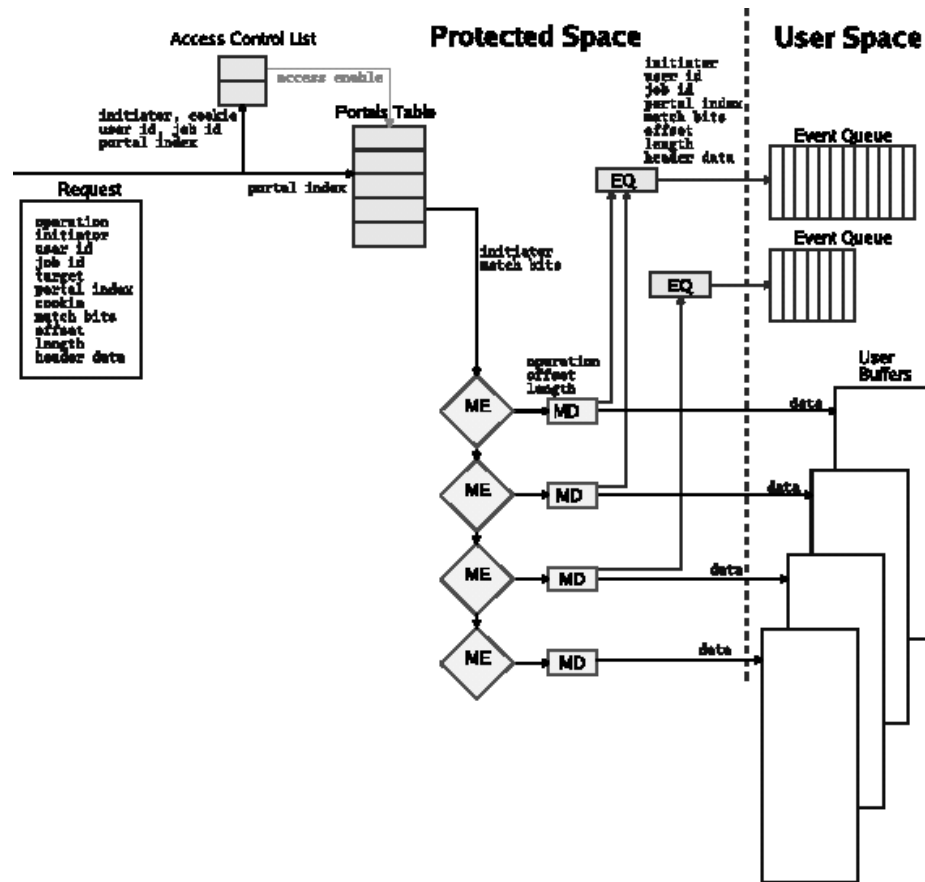 Protected Space
User Space
Access Control List
access enable
initiator, cookie
user id, job id
portal index
Portals Table
portal index
Request
operation
initiator
user id
job id
target
portal index
cookie
match bits
offset
length
header data
initiator
match bits
initiator
user id
job id
portal index
match bits
offset
length
header data
EQ
Event Queue
EQ
Event Queue
operation
offset
length
User
Buffers
ME
MD
data
ME
MD
data
ME
MD
data
ME
MD
data